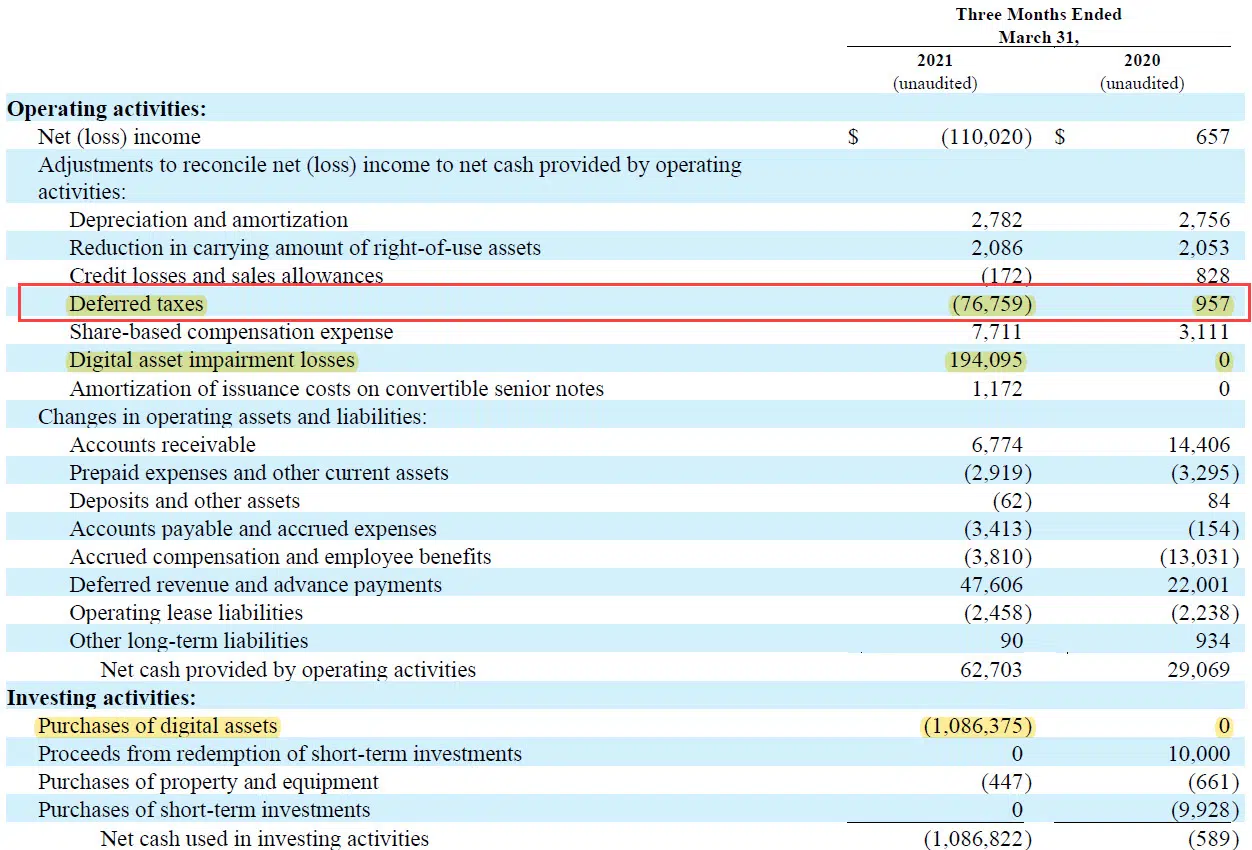 Three Months Ended
March 31,
2021 2020
(unaudited) (unaudited)
Operating activities:
Net (loss) income $ (110,020) $ 657
Adjustments to reconcile net (loss) income to net cash provided by operating
activities:
Depreciation and amortization 2,782 2,756
Reduction in carrying amount of right-of-use assets 2,086 2,053
Credit losses and sales allowances (172) 828
Deferred taxes (76,759) 957
Share-based compensation expense 7,711 3,111
Digital asset impairment losses 194,095 0
Amortization of issuance costs on convertible senior notes 1,172 0
Changes in operating assets and liabilities:
Accounts receivable 6,774 14,406
Prepaid expenses and other current assets (2,919) (3,295)
Deposits and other assets (62) 84
Accounts payable and accrued expenses (3,413) (154)
Accrued compensation and employee benefits (3,810) (13,031)
Deferred revenue and advance payments 47,606 22,001
Operating lease liabilities (2,458) (2,238)
Other long-term liabilities 90 934
Net cash provided by operating activities 62,703 29,069
Investing activities:
Purchases of digital assets (1,086,375) 0
Proceeds from redemption of short-term investments 0 10,000
Purchases of property and equipment (447) (661)
Purchases of short-term investments 0 (9,928)
Net cash used in investing activities (1,086,822) (589)